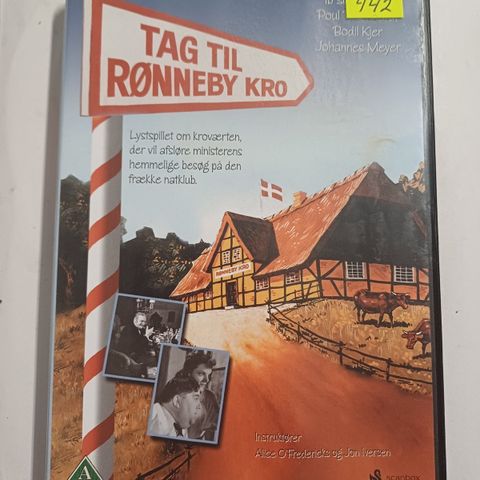 442
Poul
Bodil Kjer
Johannes Meyer
TAG TIL
RØNNEBY KRO
Lystspillet om kroværten,
der vil afsløre ministerens
hemmelige besøg på den
frække natklub.
RØNNEBY KRO
Instruktører
Alice O'Fredericks og Jon Iversen
A
scanbox